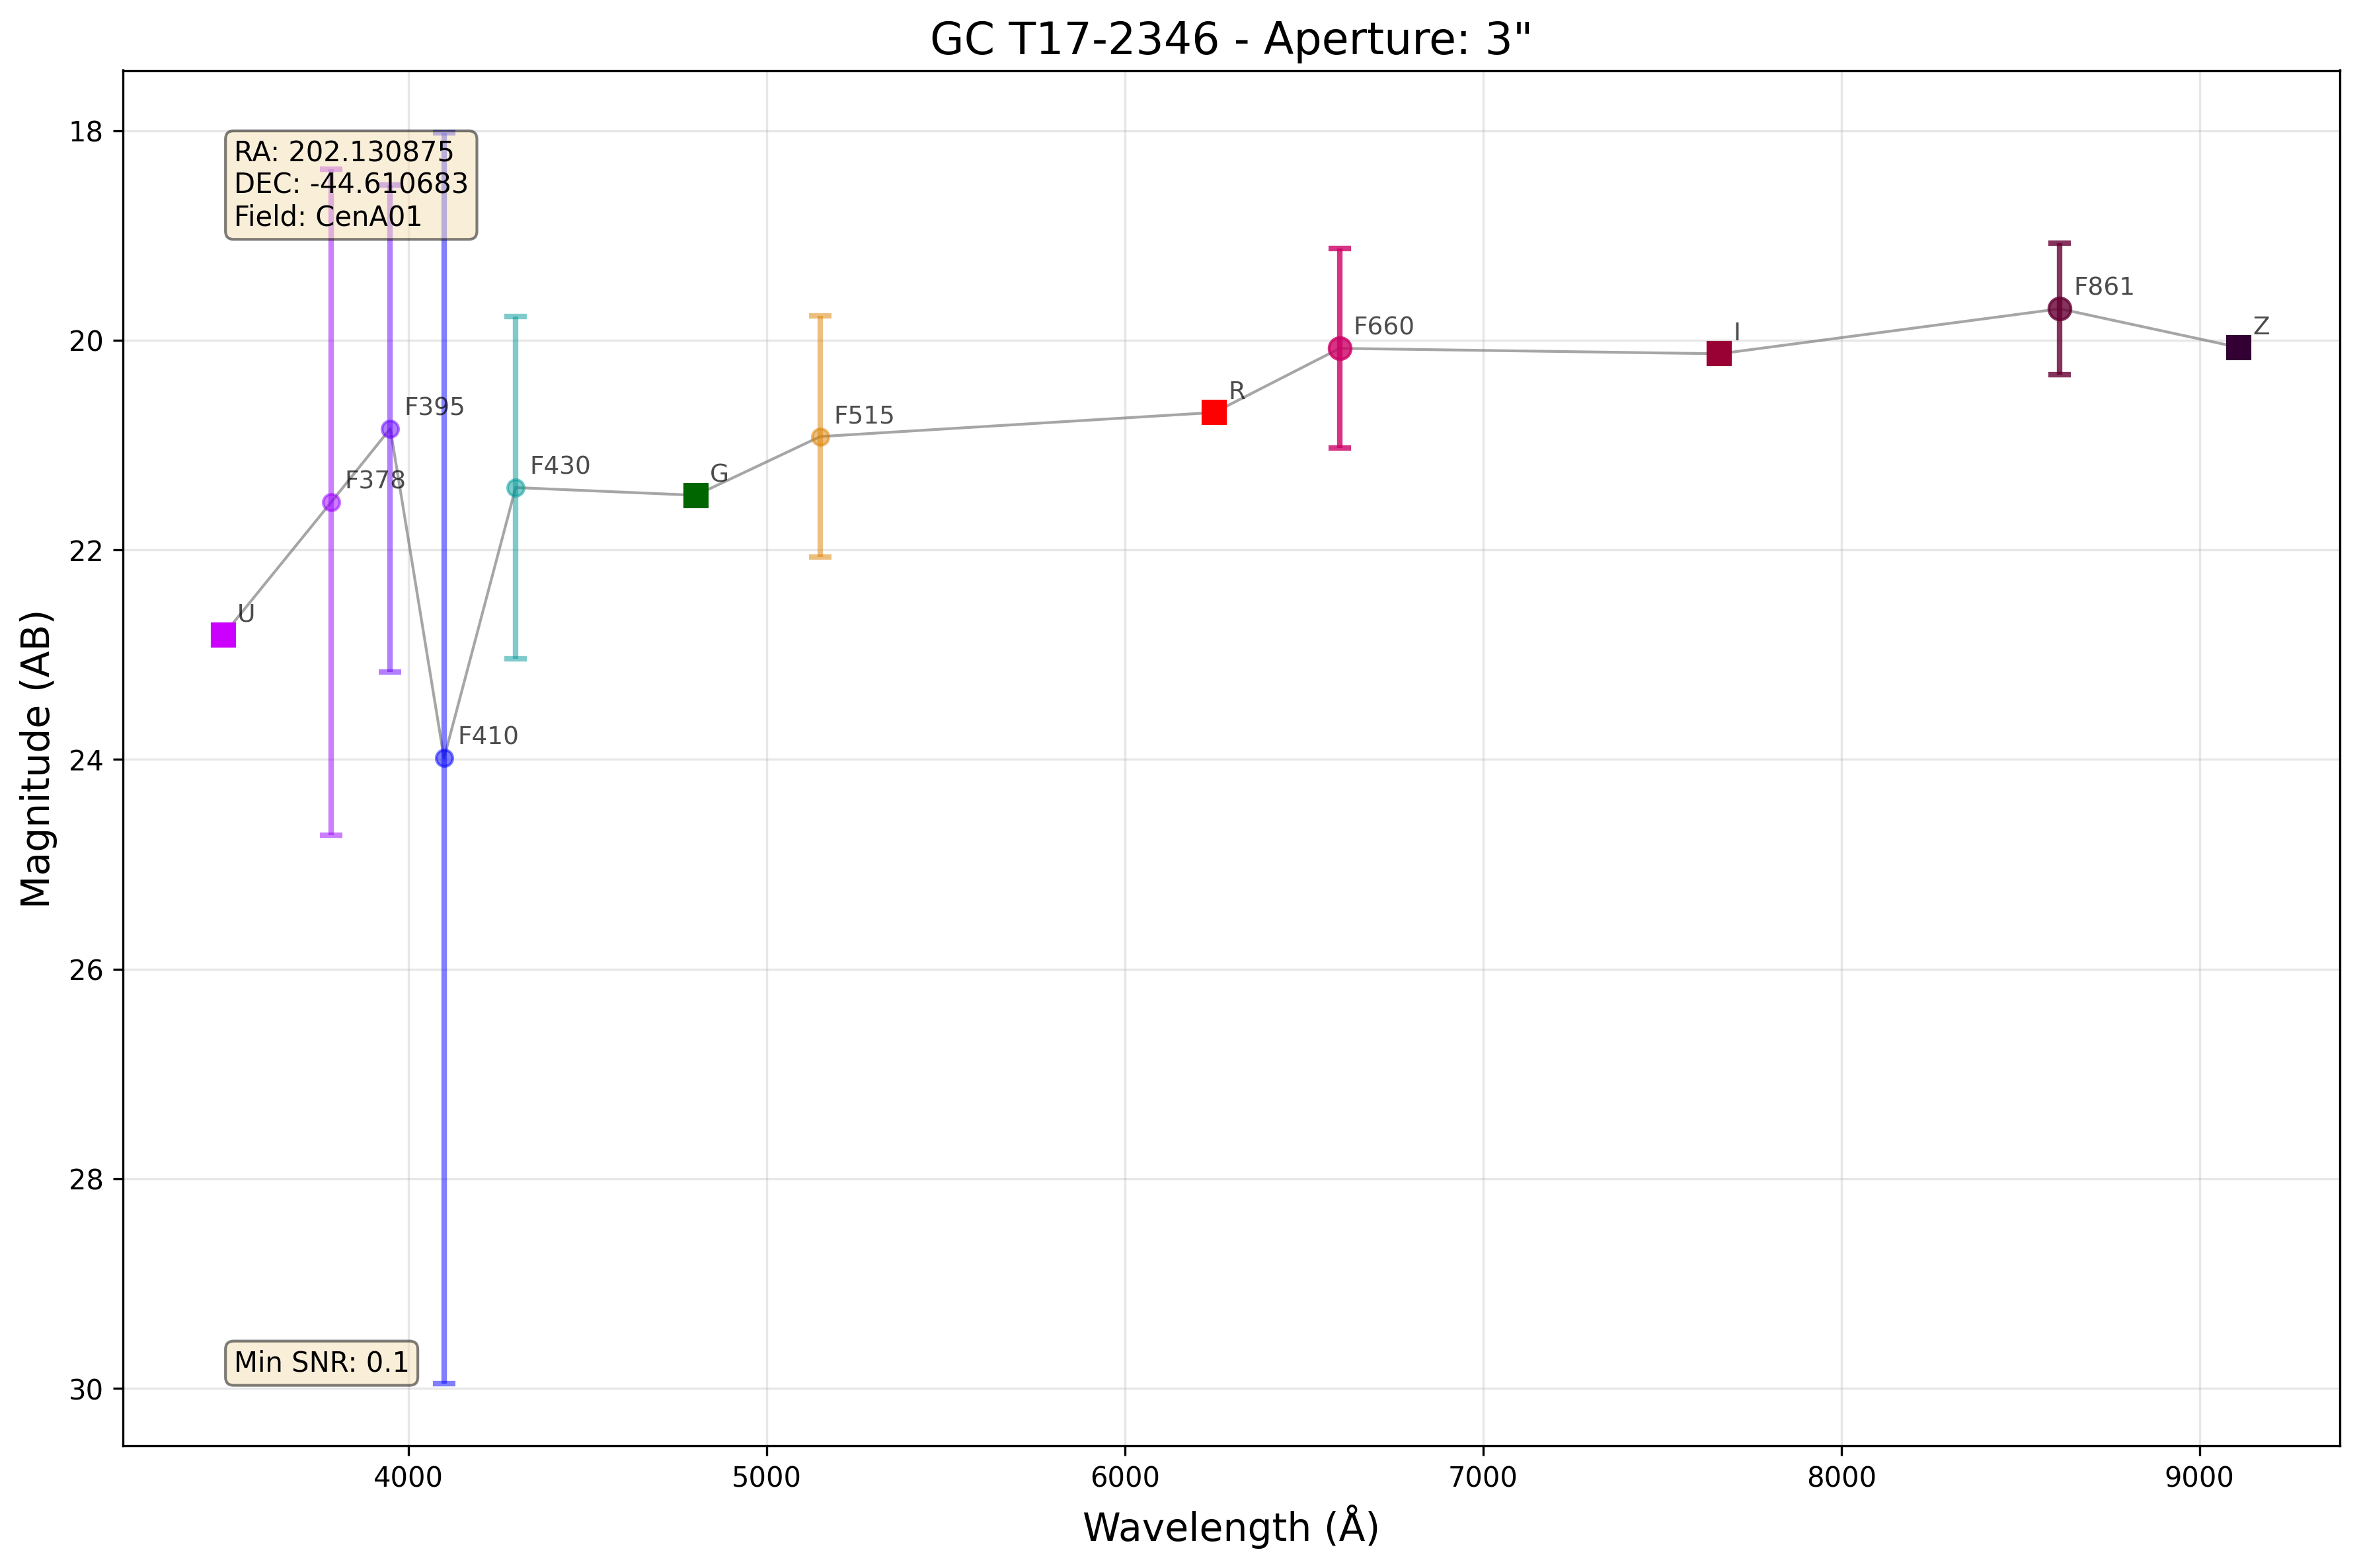 GC T17-2346 - Aperture: 3"
RA: 202.130875
DEC: -44.610683
Field: CenA01
18
20
22
24
26
28
30
Magnitude (AB)
U
F378
F395
F410
F430
G
F515
R
F660
I
F861
Z
Min SNR: 0.1
4000
5000
6000
7000
8000
9000
Wavelength (Å)